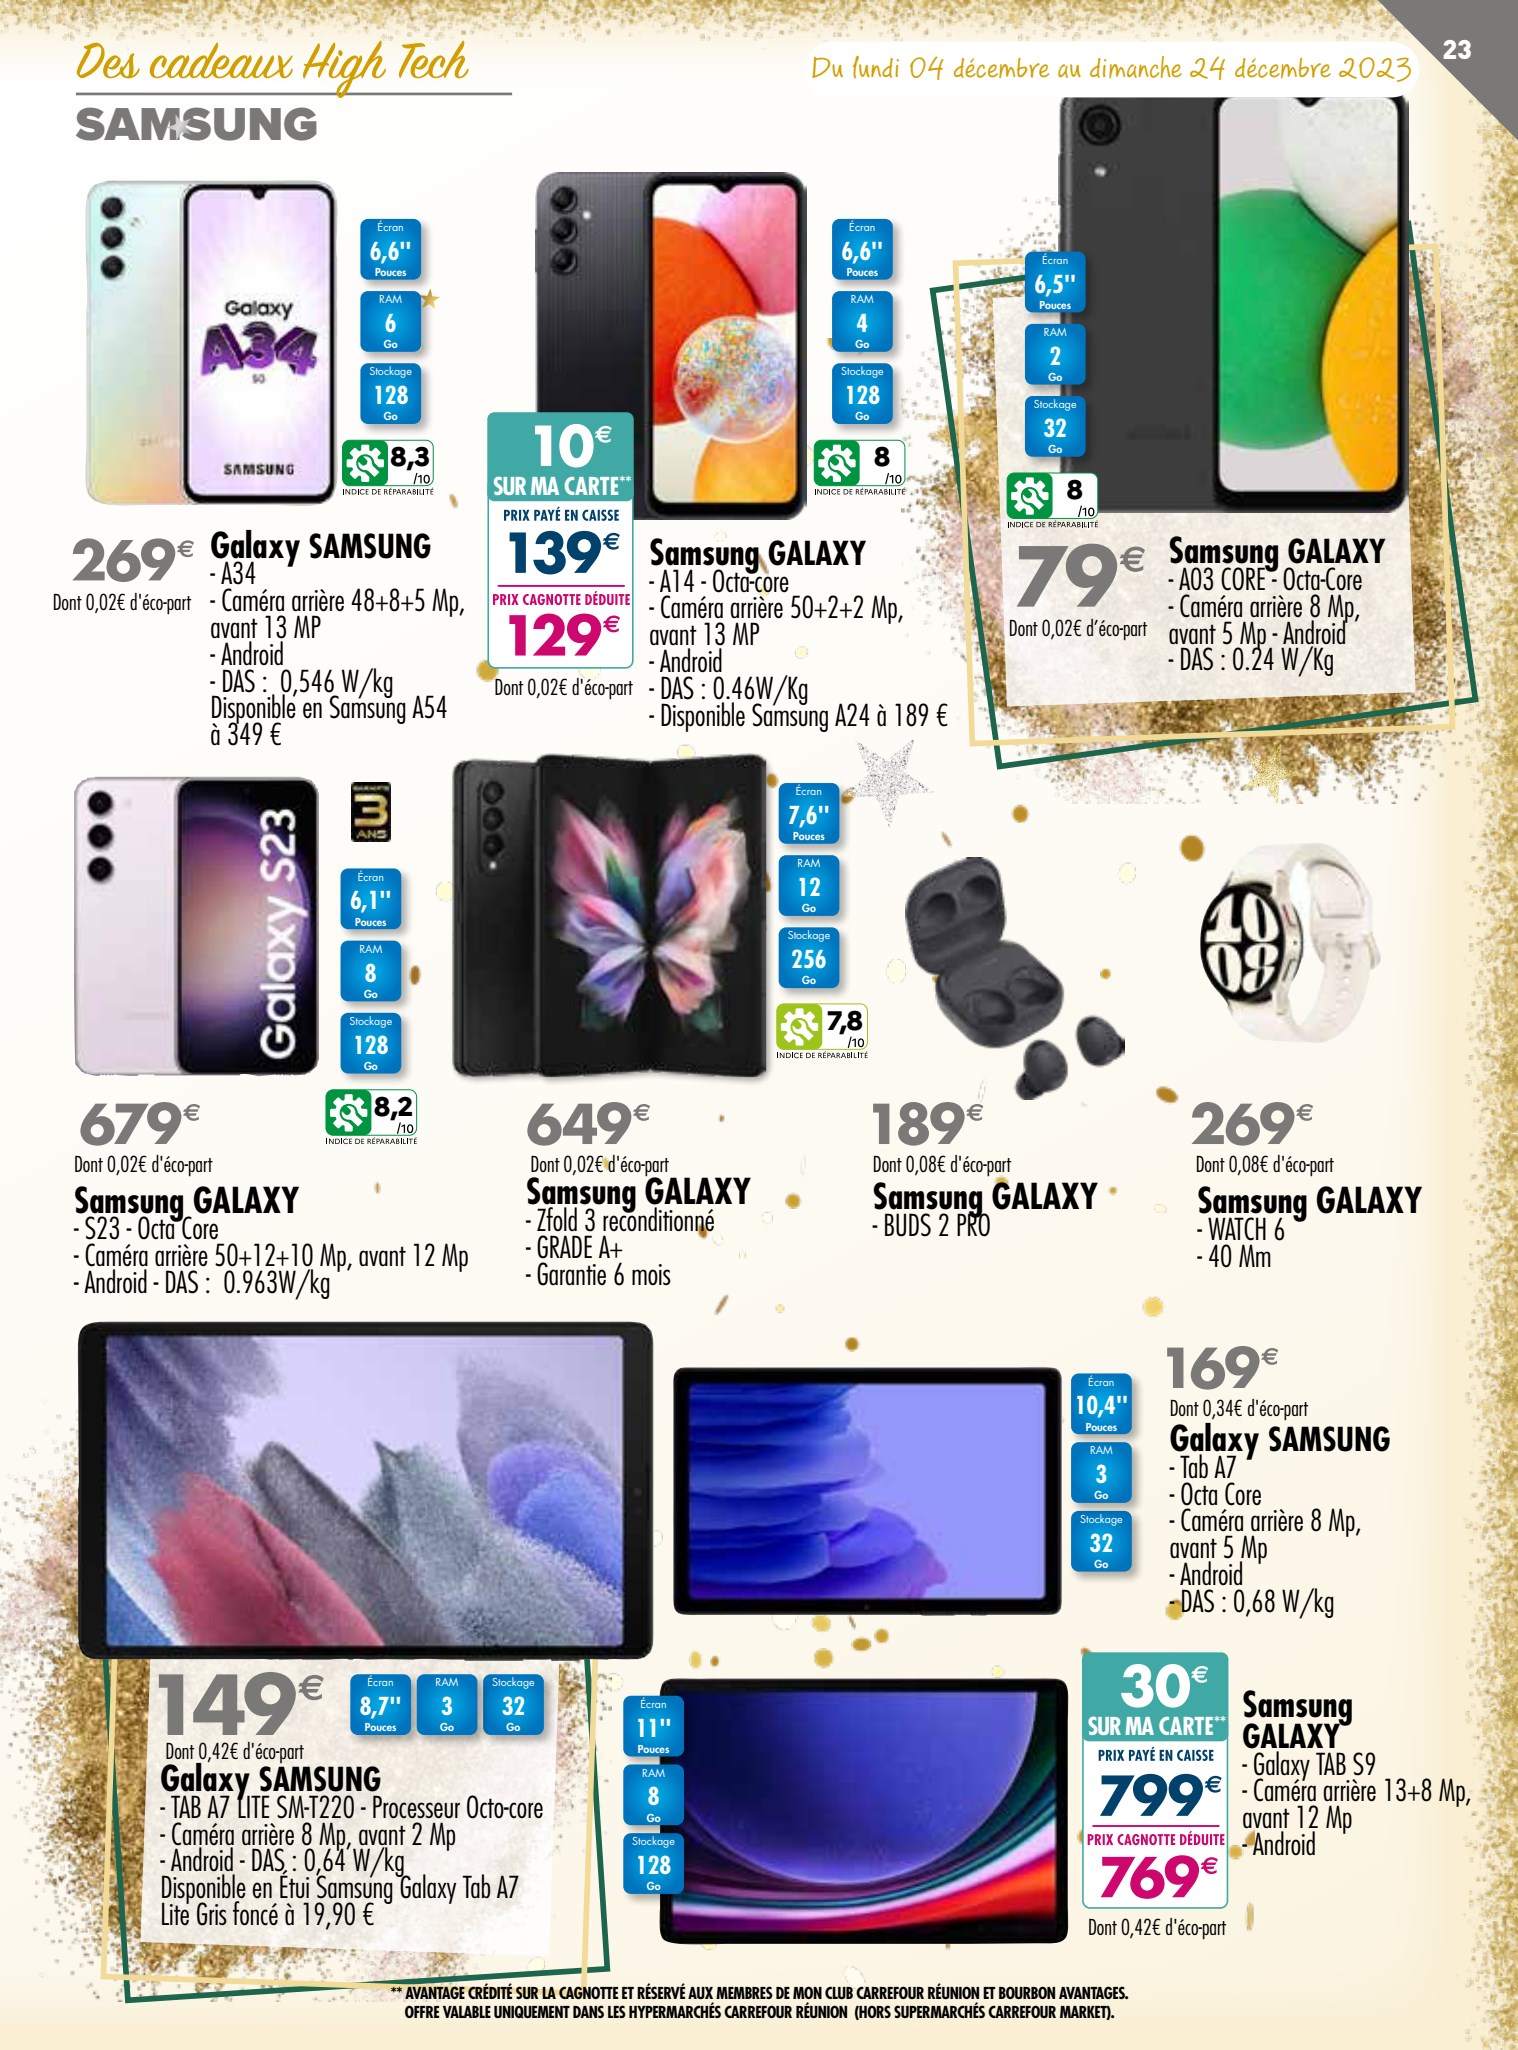 Des cadeaux High Tech
Du lundi 04 décembre au dimanche 24 décembre 2023
23
SAMSUNG
Galaxy
A34
5G
SAMSUNG
Écran
6,6"
Pouces
RAM
6
Go
Stockage
128
Go
8,3
/10
INDICE DE RÉPARABILITÉ
269€
Dont 0,02€ d'éco-part
Galaxy SAMSUNG
- A34
- Caméra arrière 48+8+5 Mp,
avant 13 MP
- Android
- DAS : 0,546 W/kg
Disponible en Samsung A54
à 349 €
Écran
6,6"
Pouces
RAM
4
Go
Stockage
128
Go
8
/10
INDICE DE RÉPARABILITÉ
10€
SUR MA CARTE**
PRIX PAYÉ EN CAISSE
139€
PRIX CAGNOTTE DÉDUITE
129€
Dont 0,02€ d'éco-part
Samsung GALAXY
- A14 - Octa-core
- Caméra arrière 50+2+2 Mp,
avant 13 MP
- Android
- DAS : 0.46W/Kg
- Disponible Samsung A24 à 189 €
Écran
6,5"
Pouces
RAM
2
Go
Stockage
32
Go
8
/10
INDICE DE RÉPARABILITÉ
79€
Dont 0,02€ d’éco-part
Samsung GALAXY
- A03 CORE - Octa-Core
- Caméra arrière 8 Mp,
avant 5 Mp - Android
- DAS : 0.24 W/Kg
Galaxy S23
GARANTIE
3
ANS
Écran
6,1"
Pouces
RAM
8
Go
Stockage
128
Go
8,2
/10
INDICE DE RÉPARABILITÉ
679€
Dont 0,02€ d'éco-part
Samsung GALAXY
- S23 - Octa Core
- Caméra arrière 50+12+10 Mp, avant 12 Mp
- Android - DAS : 0.963W/kg
Écran
7,6"
Pouces
RAM
12
Go
Stockage
256
Go
7,8
/10
INDICE DE RÉPARABILITÉ
649€
Dont 0,02€ d'éco-part
Samsung GALAXY
- Zfold 3 reconditionné
- GRADE A+
- Garantie 6 mois
189€
Dont 0,08€ d'éco-part
Samsung GALAXY
- BUDS 2 PRO
10
08
269€
Dont 0,08€ d'éco-part
Samsung GALAXY
- WATCH 6
- 40 Mm
149€
Dont 0,42€ d'éco-part
Écran
8,7"
Pouces
RAM
3
Go
Stockage
32
Go
Galaxy SAMSUNG
- TAB A7 LITE SM-T220 - Processeur Octo-core
- Caméra arrière 8 Mp, avant 2 Mp
- Android - DAS : 0,64 W/kg
Disponible en Étui Samsung Galaxy Tab A7
Lite Gris foncé à 19,90 €
Écran
10,4"
Pouces
RAM
3
Go
Stockage
32
Go
169€
Dont 0,34€ d'éco-part
Galaxy SAMSUNG
- Tab A7
- Octa Core
- Caméra arrière 8 Mp,
avant 5 Mp
- Android
- DAS : 0,68 W/kg
Écran
11"
Pouces
RAM
8
Go
Stockage
128
Go
30€
SUR MA CARTE**
PRIX PAYÉ EN CAISSE
799€
PRIX CAGNOTTE DÉDUITE
769€
Dont 0,42€ d'éco-part
Samsung
GALAXY
- Galaxy TAB S9
- Caméra arrière 13+8 Mp,
avant 12 Mp
- Android
** AVANTAGE CRÉDITÉ SUR LA CAGNOTTE ET RÉSERVÉ AUX MEMBRES DE MON CLUB CARREFOUR RÉUNION ET BOURBON AVANTAGES.
OFFRE VALABLE UNIQUEMENT DANS LES HYPERMARCHÉS CARREFOUR RÉUNION (HORS SUPERMARCHÉS CARREFOUR MARKET).